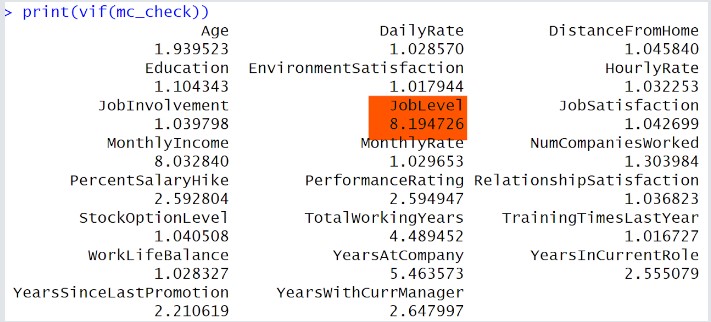 > print(vif(mc_check))
Age DailyRate DistanceFromHome
1.939523 1.028570 1.045840
Education EnvironmentSatisfaction HourlyRate
1.104343 1.017944 1.032253
JobInvolvement JobLevel JobSatisfaction
1.039798 8.194726 1.042699
MonthlyIncome MonthlyRate NumCompaniesWorked
8.032840 1.029653 1.303984
PercentSalaryHike PerformanceRating RelationshipSatisfaction
2.592804 2.594947 1.036823
StockOptionLevel TotalWorkingYears TrainingTimesLastYear
1.040508 4.489452 1.016727
WorkLifeBalance YearsAtCompany YearsInCurrentRole
1.028327 5.463573 2.555079
YearsSinceLastPromotion YearsWithCurrManager
2.210619 2.647997